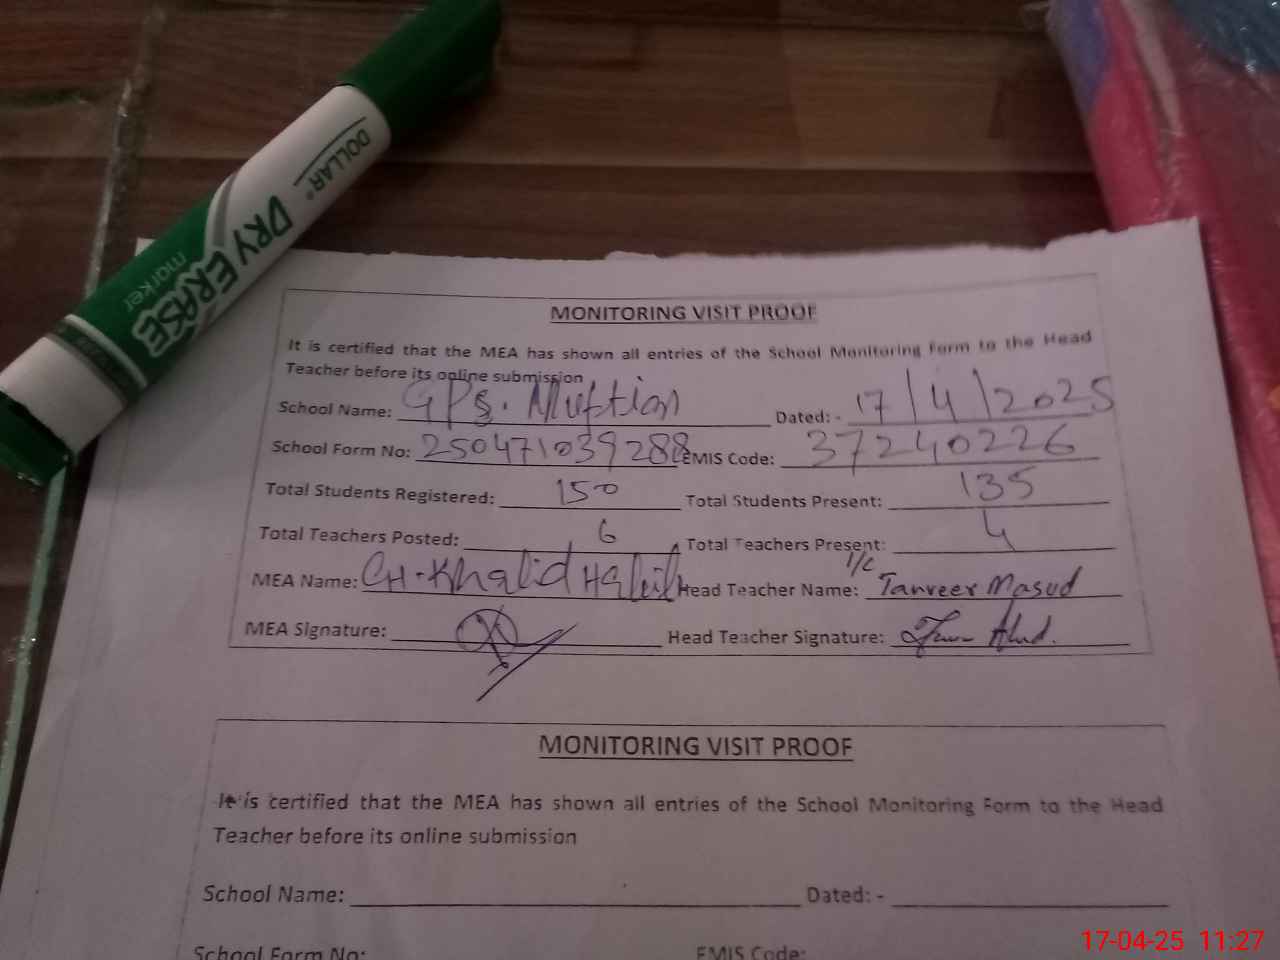 DOLLAR®
DRY ERASE
marker
MONITORING VISIT PROOF
It is certified that the MEA has shown all entries of the School Monitoring Form to the Head
Teacher before its online submission
School Name: GPS. Muftian Dated: - 17/4/2025
School Form No: 250471039288 EMIS Code: 37240226
Total Students Registered: 150 Total Students Present: 135
Total Teachers Posted: 6 Total Teachers Present: 4
MEA Name: CH. Khalid Habib Head Teacher Name: I/C Tanveer Masud
MEA Signature: Head Teacher Signature:
MONITORING VISIT PROOF
It is certified that the MEA has shown all entries of the School Monitoring Form to the Head
Teacher before its online submission
School Name: Dated: -
School Form No: EMIS Code:
17-04-25 11:27